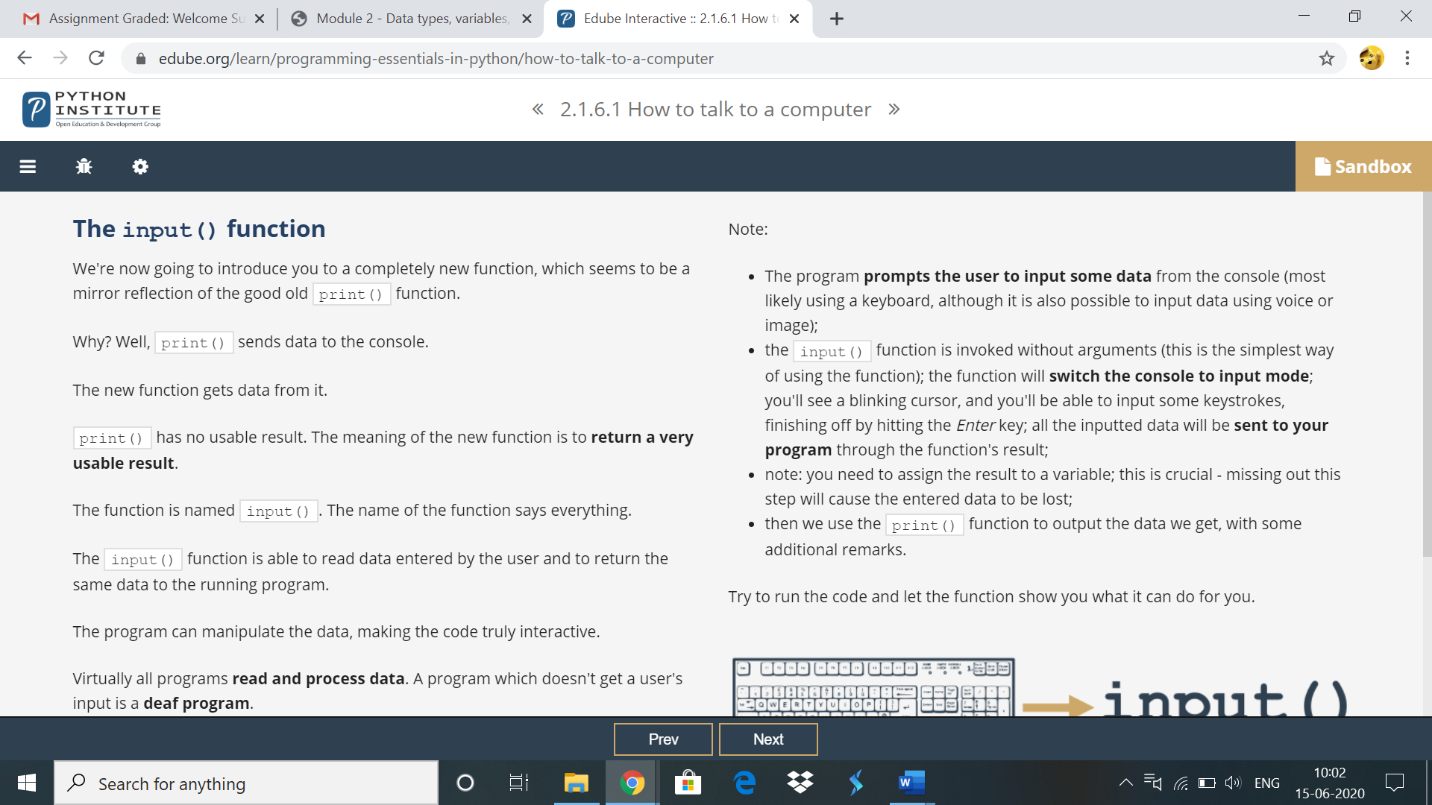 Assignment Graded: Welcome Su
Module 2 - Data types, variables,
Edube Interactive :: 2.1.6.1 How to
edube.org/learn/programming-essentials-in-python/how-to-talk-to-a-computer
PYTHON
INSTITUTE
Open Education & Development Group
« 2.1.6.1 How to talk to a computer »
Sandbox
The input() function
We're now going to introduce you to a completely new function, which seems to be a
mirror reflection of the good old print() function.
Why? Well, print() sends data to the console.
The new function gets data from it.
print() has no usable result. The meaning of the new function is to return a very
usable result.
The function is named input(). The name of the function says everything.
The input() function is able to read data entered by the user and to return the
same data to the running program.
The program can manipulate the data, making the code truly interactive.
Virtually all programs read and process data. A program which doesn't get a user's
input is a deaf program.
Note:
• The program prompts the user to input some data from the console (most
likely using a keyboard, although it is also possible to input data using voice or
image);
• the input() function is invoked without arguments (this is the simplest way
of using the function); the function will switch the console to input mode;
you'll see a blinking cursor, and you'll be able to input some keystrokes,
finishing off by hitting the Enter key; all the inputted data will be sent to your
program through the function's result;
• note: you need to assign the result to a variable; this is crucial - missing out this
step will cause the entered data to be lost;
• then we use the print() function to output the data we get, with some
additional remarks.
Try to run the code and let the function show you what it can do for you.
Q W E R T Y U I O P
input()
Prev
Next
Search for anything
ENG
10:02
15-06-2020